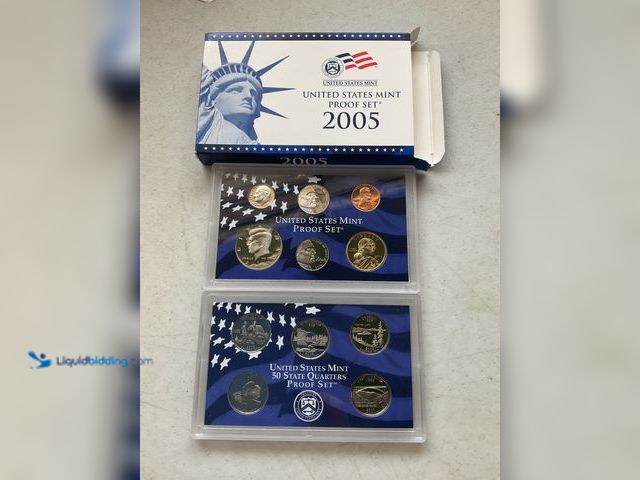 UNITED STATES MINT
UNITED STATES MINT
PROOF SET
2005
2005
UNITED STATES MINT
PROOF SET
UNITED STATES MINT
50 STATE QUARTERS
PROOF SET
Liquidbidding.com